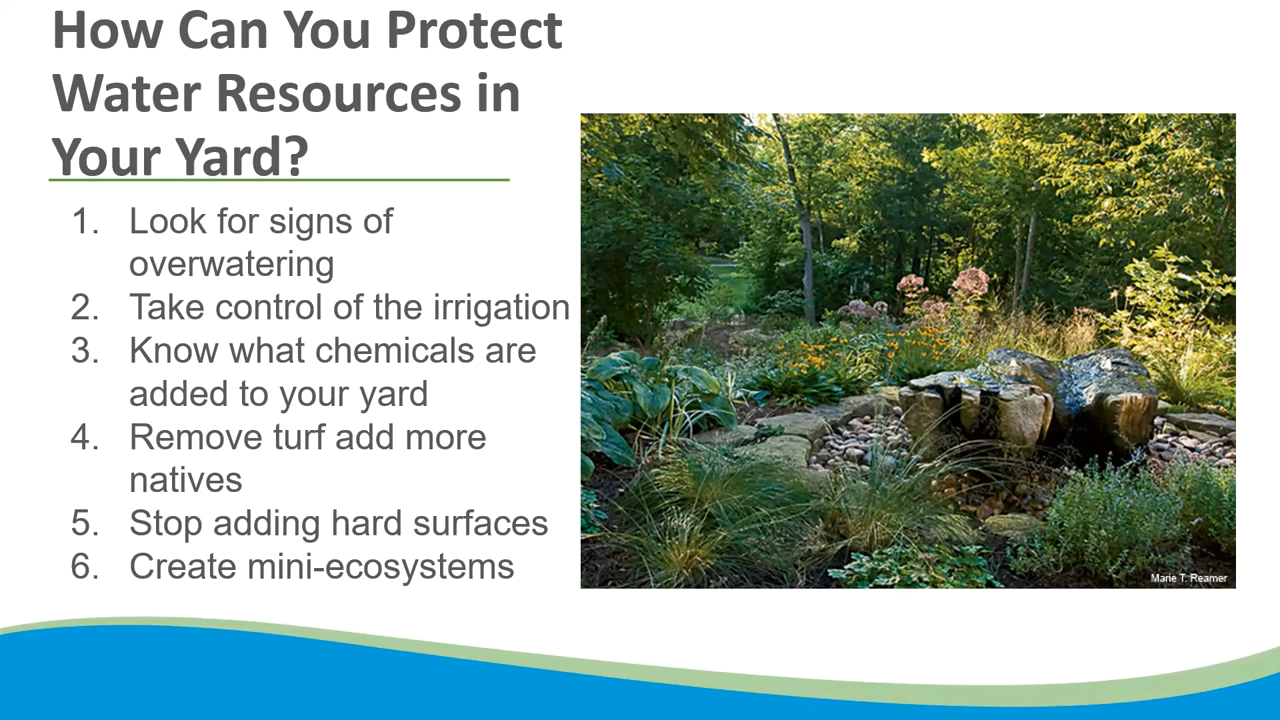 How Can You Protect
Water Resources in
Your Yard?
1. Look for signs of
overwatering
2. Take control of the irrigation
3. Know what chemicals are
added to your yard
4. Remove turf add more
natives
5. Stop adding hard surfaces
6. Create mini-ecosystems
Marie T. Reamer